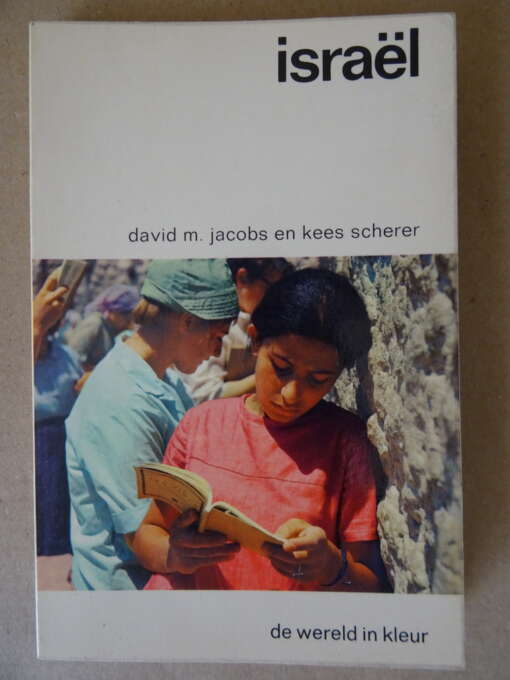 israël
david m. jacobs en kees scherer
de wereld in kleur